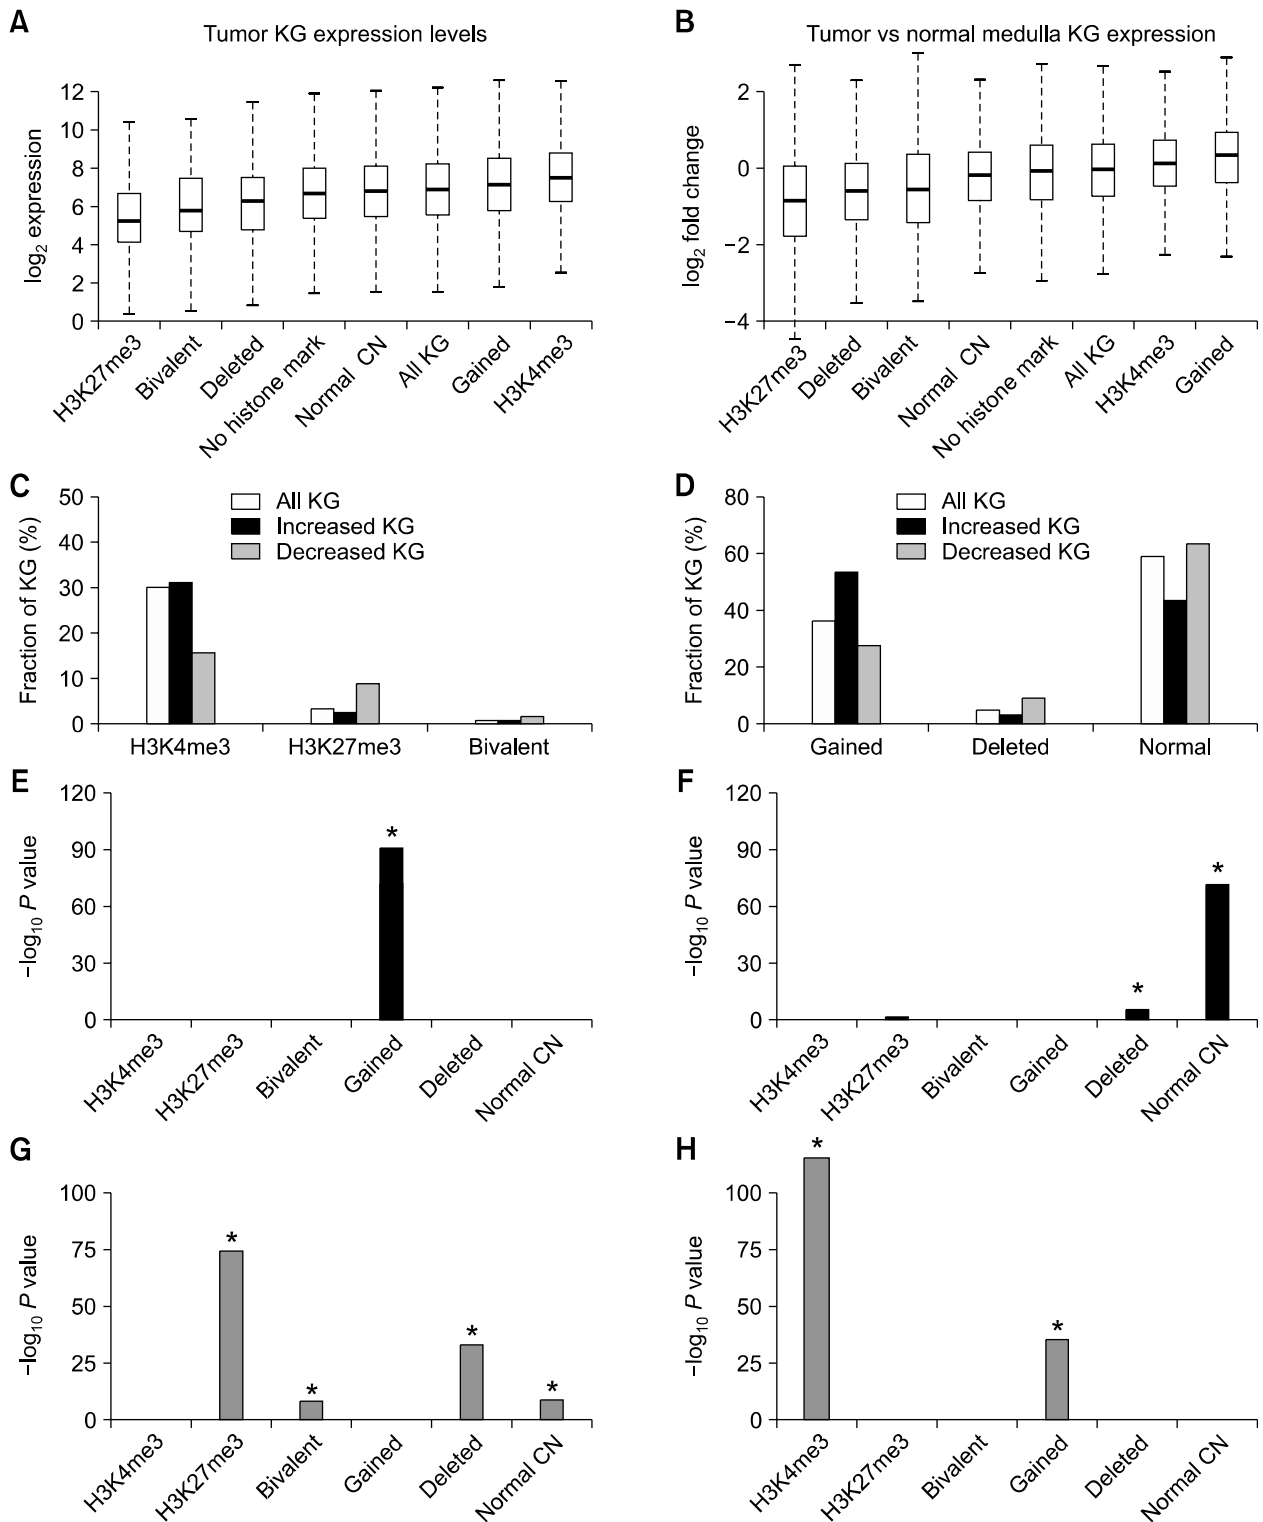 A
Tumor KG expression levels
log2 expression
12
10
8
6
4
2
0
H3K27me3
Bivalent
Deleted
No histone mark
Normal CN
All KG
Gained
H3K4me3
B
Tumor vs normal medulla KG expression
log2 fold change
2
0
−2
−4
H3K27me3
Deleted
Bivalent
Normal CN
No histone mark
All KG
H3K4me3
Gained
C
Fraction of KG (%)
50
40
30
20
10
0
All KG
Increased KG
Decreased KG
H3K4me3
H3K27me3
Bivalent
D
Fraction of KG (%)
80
60
40
20
0
All KG
Increased KG
Decreased KG
Gained
Deleted
Normal
E
−log10 P value
120
90
60
30
0
*
H3K4me3
H3K27me3
Bivalent
Gained
Deleted
Normal CN
F
−log10 P value
120
90
60
30
0
*
*
H3K4me3
H3K27me3
Bivalent
Gained
Deleted
Normal CN
G
−log10 P value
100
75
50
25
0
*
*
*
*
H3K4me3
H3K27me3
Bivalent
Gained
Deleted
Normal CN
H
−log10 P value
100
75
50
25
0
*
*
H3K4me3
H3K27me3
Bivalent
Gained
Deleted
Normal CN